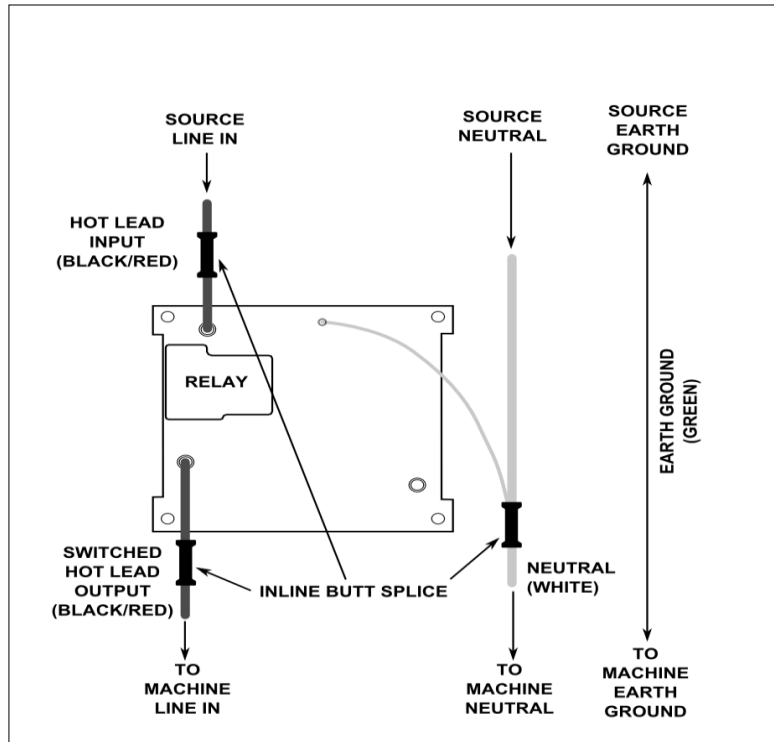 SOURCE
LINE IN
SOURCE
NEUTRAL
SOURCE
EARTH
GROUND
HOT LEAD
INPUT
(BLACK/RED)
RELAY
EARTH GROUND
(GREEN)
SWITCHED
HOT LEAD
OUTPUT
(BLACK/RED)
INLINE BUTT SPLICE
NEUTRAL
(WHITE)
TO
MACHINE
LINE IN
TO
MACHINE
NEUTRAL
TO
MACHINE
EARTH
GROUND